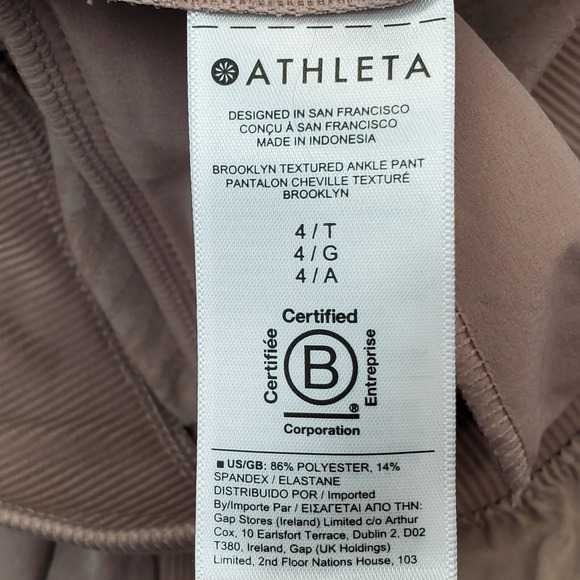 ATHLETA
DESIGNED IN SAN FRANCISCO
CONÇU À SAN FRANCISCO
MADE IN INDONESIA
BROOKLYN TEXTURED ANKLE PANT
PANTALON CHEVILLE TEXTURÉ
BROOKLYN
4 / T
4 / G
4 / A
Certified
Certifiée
B
Entreprise
®
Corporation
■ US/GB: 86% POLYESTER, 14%
SPANDEX / ELASTANE
DISTRIBUIDO POR / Imported
By/Importe Par / ΕΙΣΑΓΕΤΑΙ ΑΠΟ ΤΗΝ:
Gap Stores (Ireland) Limited c/o Arthur
Cox, 10 Earlsfort Terrace, Dublin 2, D02
T380, Ireland, Gap (UK Holdings)
Limited, 2nd Floor Nations House, 103